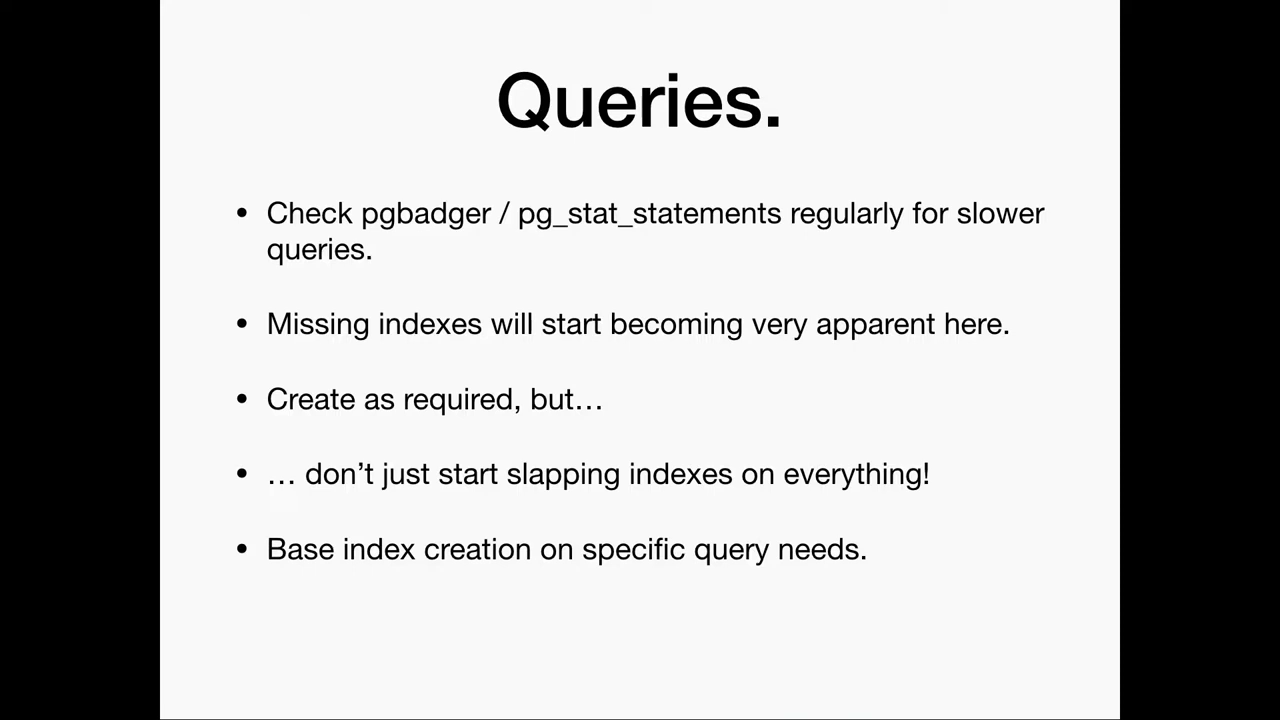 Queries.
• Check pgbadger / pg_stat_statements regularly for slower
queries.
• Missing indexes will start becoming very apparent here.
• Create as required, but…
• … don’t just start slapping indexes on everything!
• Base index creation on specific query needs.